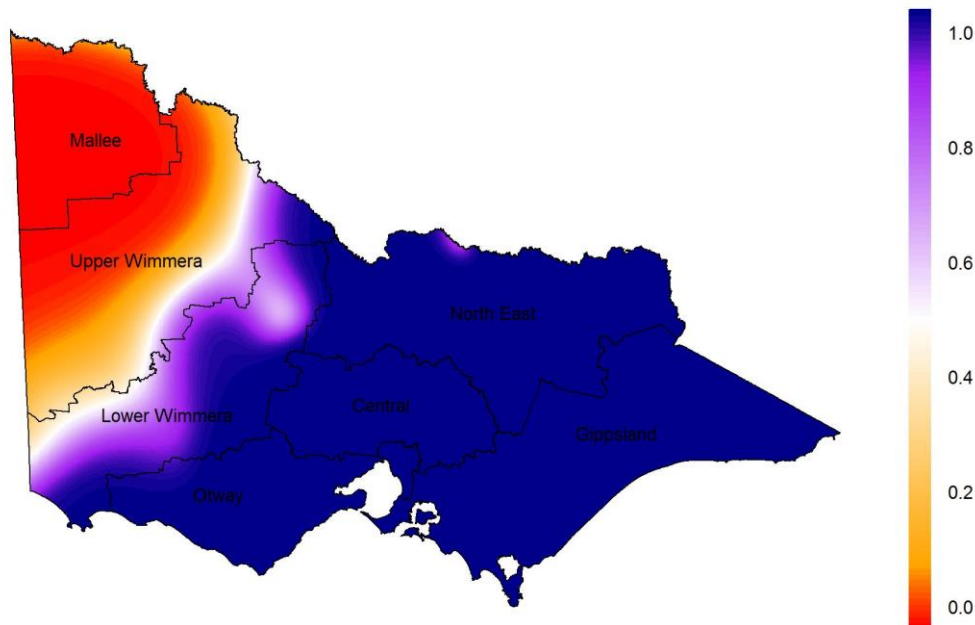 1.0
Mallee
0.8
Upper Wimmera
0.6
North East
0.4
Lower Wimmera
Central
Gippsland
0.2
Otway
0.0